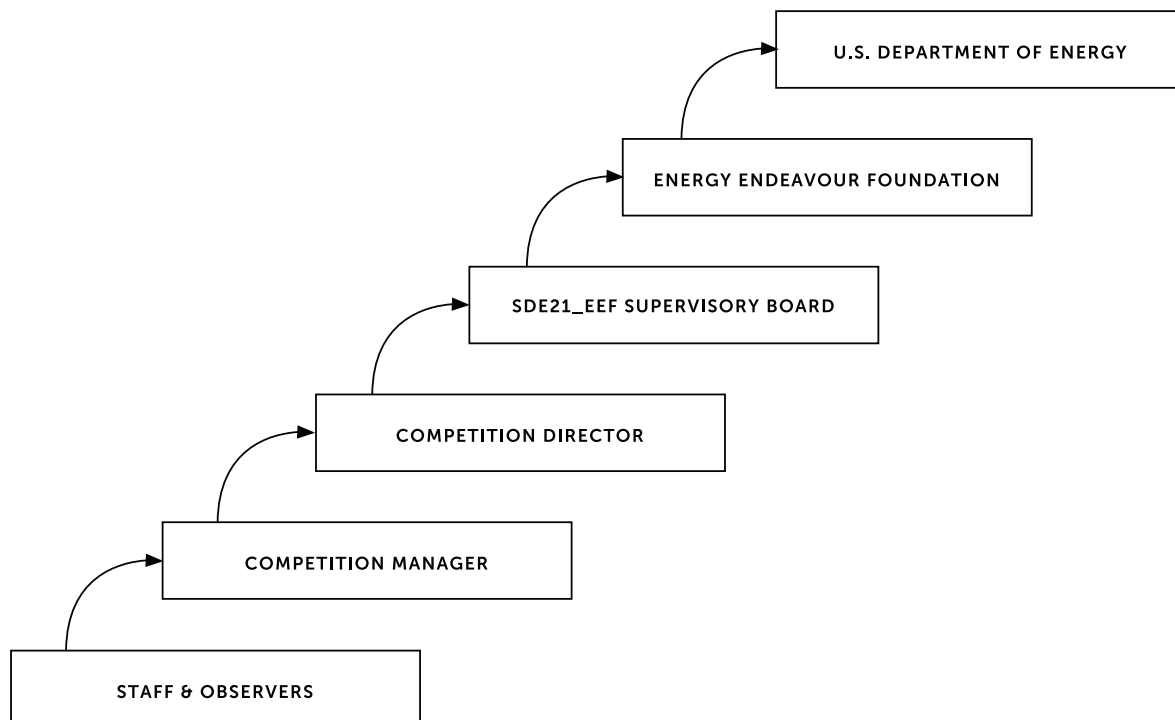 U.S. DEPARTMENT OF ENERGY
ENERGY ENDEAVOUR FOUNDATION
SDE21_EEF SUPERVISORY BOARD
COMPETITION DIRECTOR
COMPETITION MANAGER
STAFF & OBSERVERS